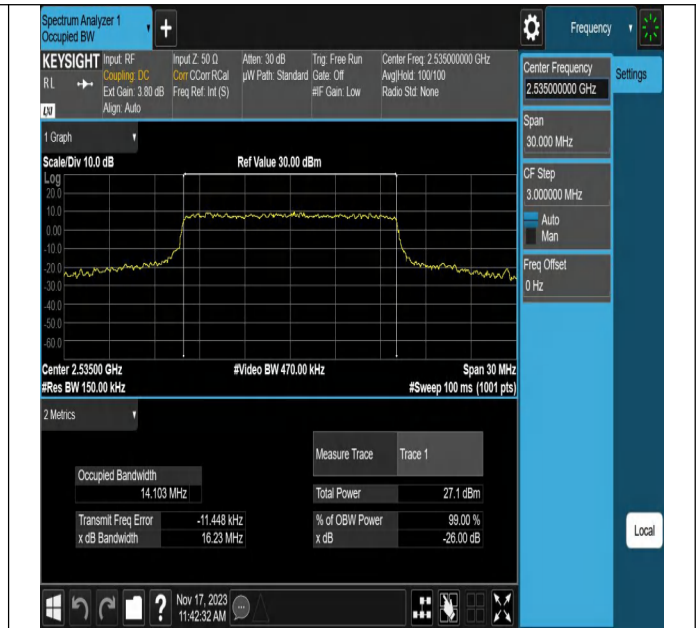 Spectrum Analyzer 1
Occupied BW
Frequency
KEYSIGHT
Input: RF
Input Z: 50 Ω
Atten: 30 dB
Trig: Free Run
Center Freq: 2.535000000 GHz
RL
Coupling: DC
Corr CCorr RCal
µW Path: Standard
Gate: Off
Avg|Hold: 100/100
Ext Gain: 3.80 dB
Freq Ref: Int (S)
#IF Gain: Low
Radio Std: None
LXI
Align: Auto
1 Graph
Scale/Div 10.0 dB
Ref Value 30.00 dBm
Log
20.0
10.0
0.00
-10.0
-20.0
-30.0
-40.0
-50.0
-60.0
Center 2.53500 GHz
#Video BW 470.00 kHz
Span 30 MHz
#Res BW 150.00 kHz
#Sweep 100 ms (1001 pts)
2 Metrics
Measure Trace
Trace 1
Occupied Bandwidth
14.103 MHz
Total Power
27.1 dBm
Transmit Freq Error
-11.448 kHz
% of OBW Power
99.00 %
x dB Bandwidth
16.23 MHz
x dB
-26.00 dB
Center Frequency
2.535000000 GHz
Settings
Span
30.000 MHz
CF Step
3.000000 MHz
Auto
Man
Freq Offset
0 Hz
Local
?
Nov 17, 2023
11:42:32 AM